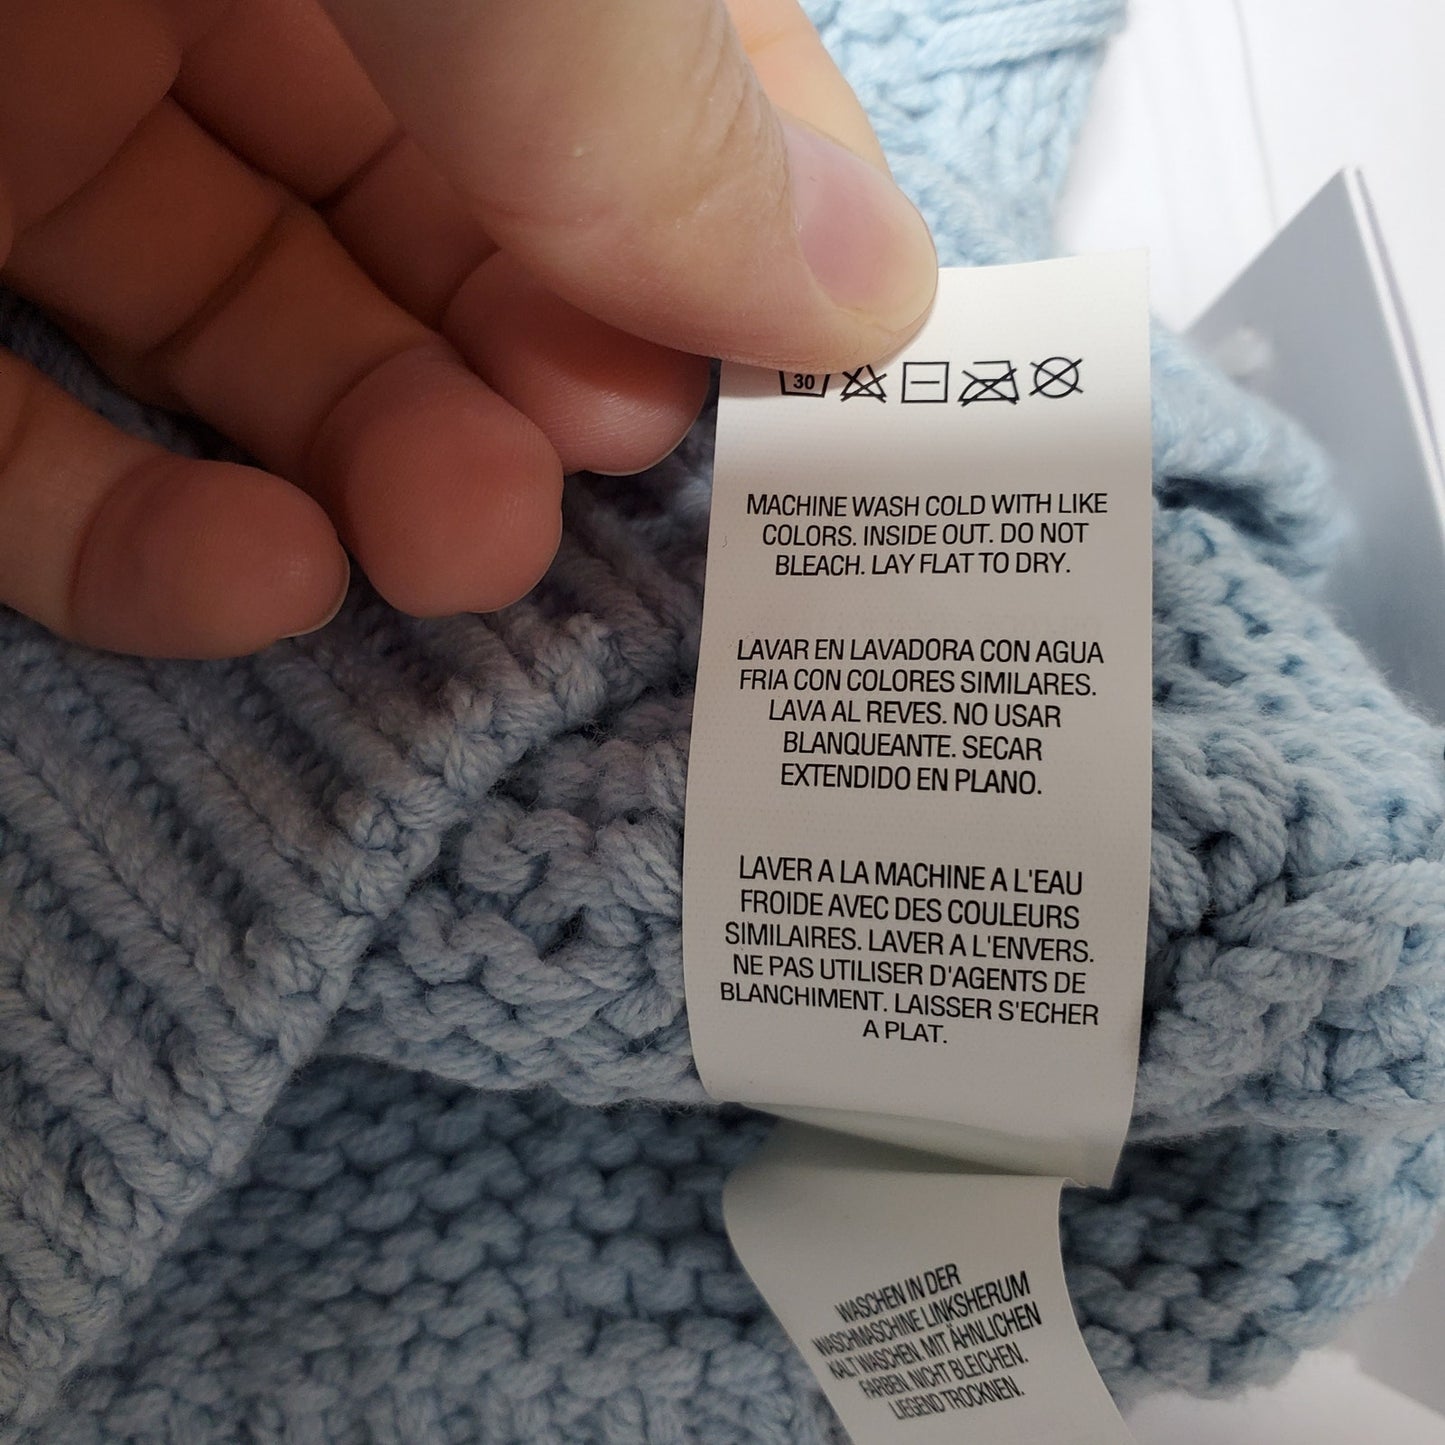 30
MACHINE WASH COLD WITH LIKE
COLORS. INSIDE OUT. DO NOT
BLEACH. LAY FLAT TO DRY.
LAVAR EN LAVADORA CON AGUA
FRIA CON COLORES SIMILARES.
LAVA AL REVES. NO USAR
BLANQUEANTE. SECAR
EXTENDIDO EN PLANO.
LAVER A LA MACHINE A L'EAU
FROIDE AVEC DES COULEURS
SIMILAIRES. LAVER A L'ENVERS.
NE PAS UTILISER D'AGENTS DE
BLANCHIMENT. LAISSER S'ECHER
A PLAT.
WASCHEN IN DER
WASCHMASCHINE LINKSHERUM
KALT WASCHEN. MIT ÄHNLICHEN
FARBEN. NICHT BLEICHEN.
LIEGEND TROCKNEN.